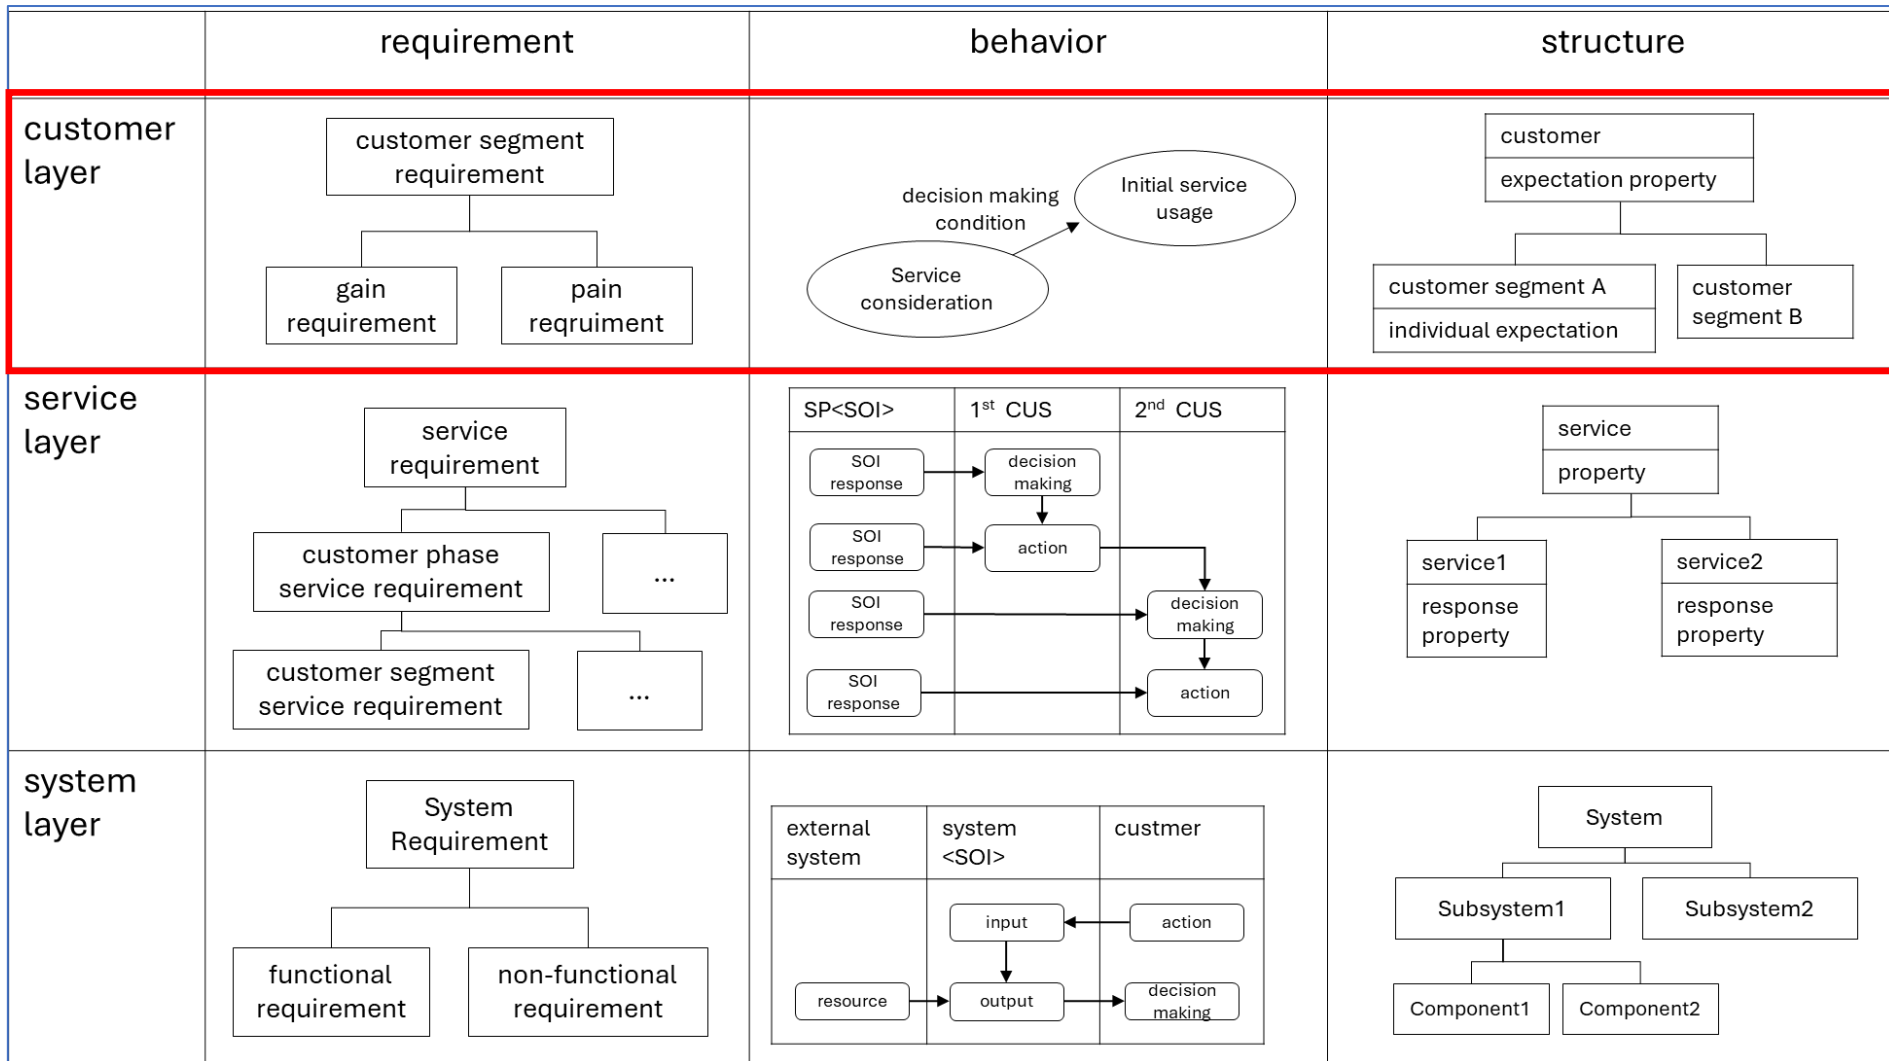 requirement
behavior
structure
customer
layer
customer segment
requirement
gain
requirement
pain
reqruiment
decision making
condition
Initial service
usage
Service
consideration
customer
expectation property
customer segment A
individual expectation
customer
segment B
service
layer
service
requirement
customer phase
service requirement
...
customer segment
service requirement
...
SP<SOI>
1st CUS
2nd CUS
SOI
response
decision
making
SOI
response
action
SOI
response
decision
making
SOI
response
action
service
property
service1
response
property
service2
response
property
system
layer
System
Requirement
functional
requirement
non-functional
requirement
external
system
system
<SOI>
custmer
input
action
resource
output
decision
making
System
Subsystem1
Subsystem2
Component1
Component2